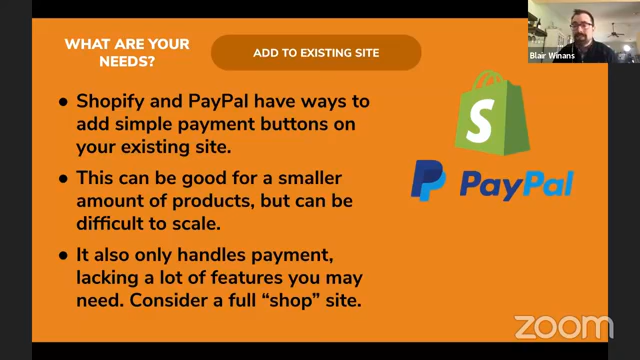 WHAT ARE YOUR
NEEDS?
ADD TO EXISTING SITE
Blair Winans
● Shopify and PayPal have ways to
add simple payment buttons on
your existing site.
● This can be good for a smaller
amount of products, but can be
difficult to scale.
● It also only handles payment,
lacking a lot of features you may
need. Consider a full “shop” site.
S
PayPal
zoom